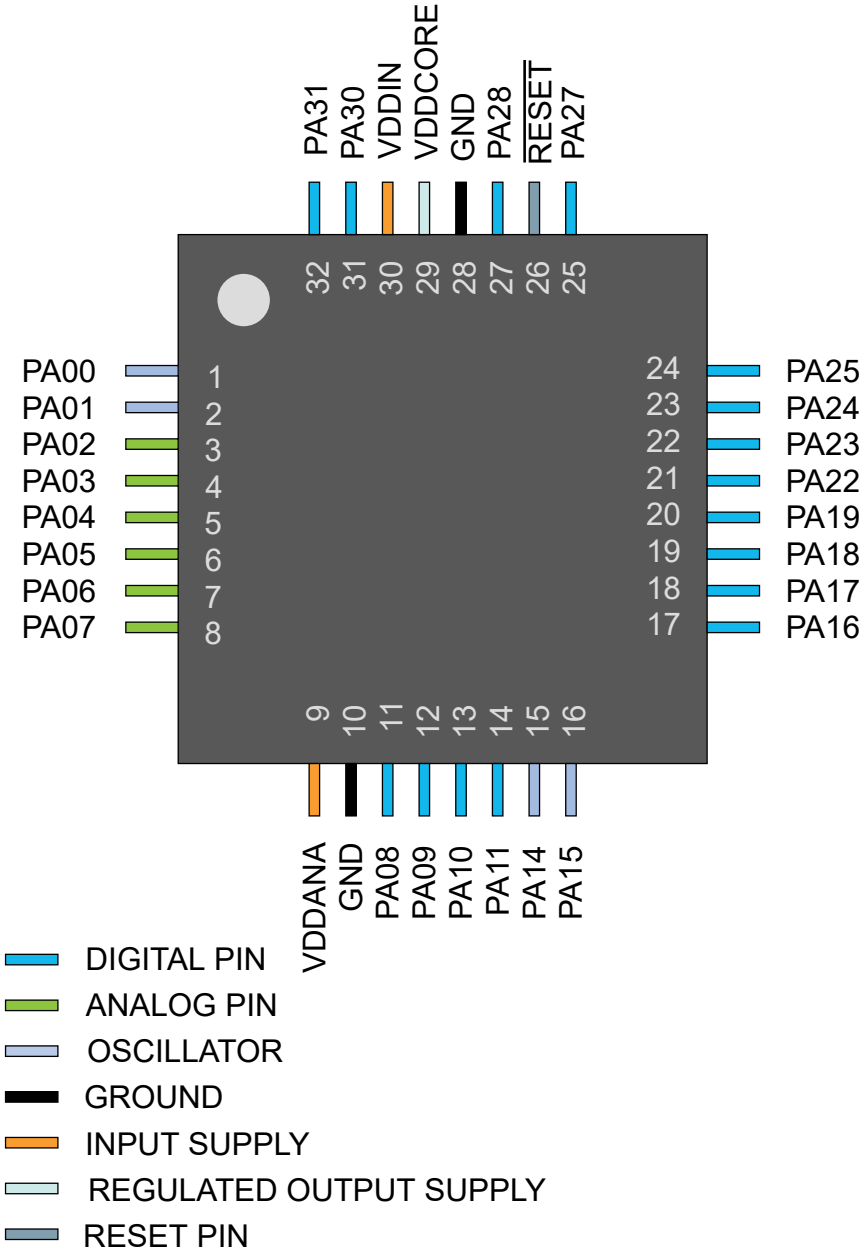 PA31
PA30
VDDIN
VDDCORE
GND
PA28
RESET
PA27
32
31
30
29
28
27
26
25
PA00 1
PA01 2
PA02 3
PA03 4
PA04 5
PA05 6
PA06 7
PA07 8
24 PA25
23 PA24
22 PA23
21 PA22
20 PA19
19 PA18
18 PA17
17 PA16
9
10
11
12
13
14
15
16
VDDANA
GND
PA08
PA09
PA10
PA11
PA14
PA15
DIGITAL PIN
ANALOG PIN
OSCILLATOR
GROUND
INPUT SUPPLY
REGULATED OUTPUT SUPPLY
RESET PIN